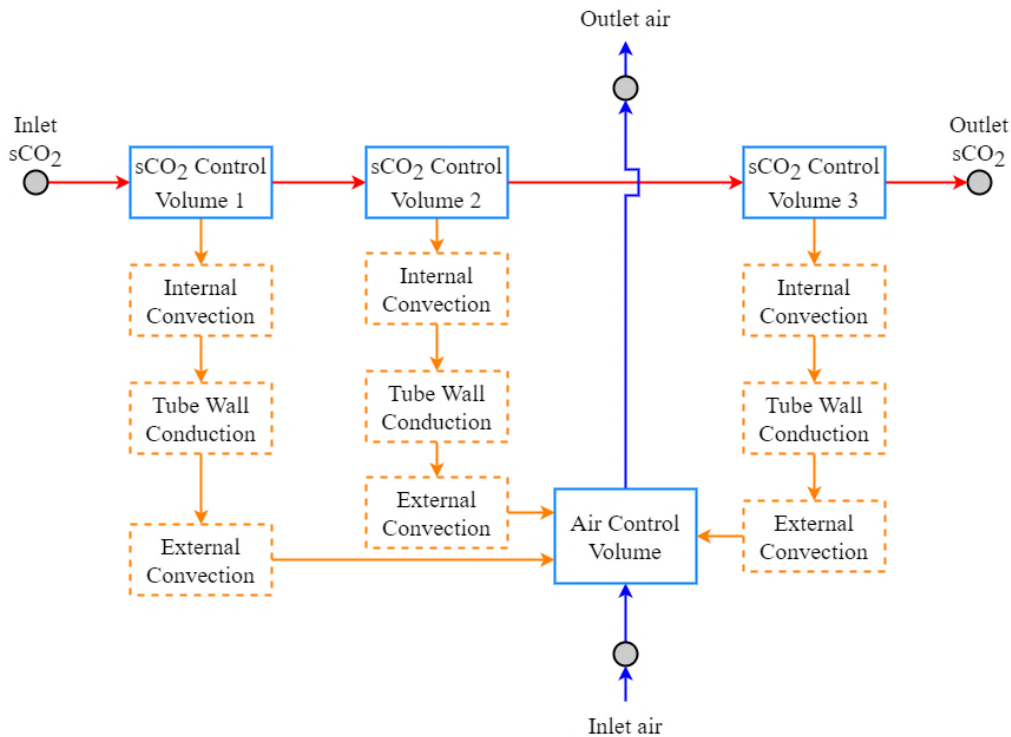 Outlet air
Inlet
sCO₂
sCO₂ Control
Volume 1
sCO₂ Control
Volume 2
sCO₂ Control
Volume 3
Outlet
sCO₂
Internal
Convection
Internal
Convection
Internal
Convection
Tube Wall
Conduction
Tube Wall
Conduction
Tube Wall
Conduction
External
Convection
External
Convection
Air Control
Volume
External
Convection
Inlet air